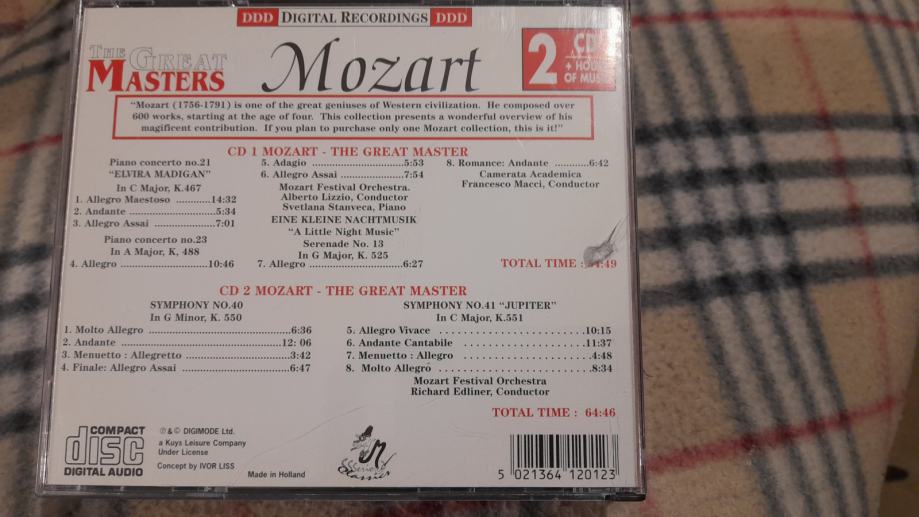 DDD DIGITAL RECORDINGS DDD
THE GREAT MASTERS
Mozart
2 CD
+ HOU
OF MUS
"Mozart (1756-1791) is one of the great geniuses of Western civilization. He composed over
600 works, starting at the age of four. This collection presents a wonderful overview of his
magificent contribution. If you plan to purchase only one Mozart collection, this is it!"
CD 1 MOZART - THE GREAT MASTER
Piano concerto no.21
"ELVIRA MADIGAN"
In C Major, K.467
1. Allegro Maestoso ...........14:32
2. Andante ...........................5:34
3. Allegro Assai ..................7:01
Piano concerto no.23
In A Major, K, 488
4. Allegro ..........................10:46
5. Adagio ...............................5:53
6. Allegro Assai .....................7:54
Mozart Festival Orchestra.
Alberto Lizzio, Conductor
Svetlana Stanveca, Piano
EINE KLEINE NACHTMUSIK
"A Little Night Music"
Serenade No. 13
In G Major, K. 525
7. Allegro ..............................6:27
8. Romance: Andante ...........6:42
Camerata Academica
Francesco Macci, Conductor
TOTAL TIME : :49
CD 2 MOZART - THE GREAT MASTER
SYMPHONY NO.40
In G Minor, K. 550
1. Molto Allegro ........................................6:36
2. Andante ............................................12: 06
3. Menuetto : Allegretto ..............................3:42
4. Finale: Allegro Assai ...............................6:47
SYMPHONY NO.41 "JUPITER"
In C Major, K.551
5. Allegro Vivace . . . . . . . . . . . . . . . . . .10:15
6. Andante Cantabile . . . . . . . . . . . . . . .11:37
7. Menuetto : Allegro . . . . . . . . . . . . . . . .4:48
8. Molto Allegro . . . . . . . . . . . . . . . . . . .8:34
Mozart Festival Orchestra
Richard Edliner, Conductor
TOTAL TIME : 64:46
COMPACT
disc
DIGITAL AUDIO
℗ & © DIGIMODE Ltd.
a Kuys Leisure Company
Under License
Concept by IVOR LISS
Made in Holland
Classics
5 021364 120123